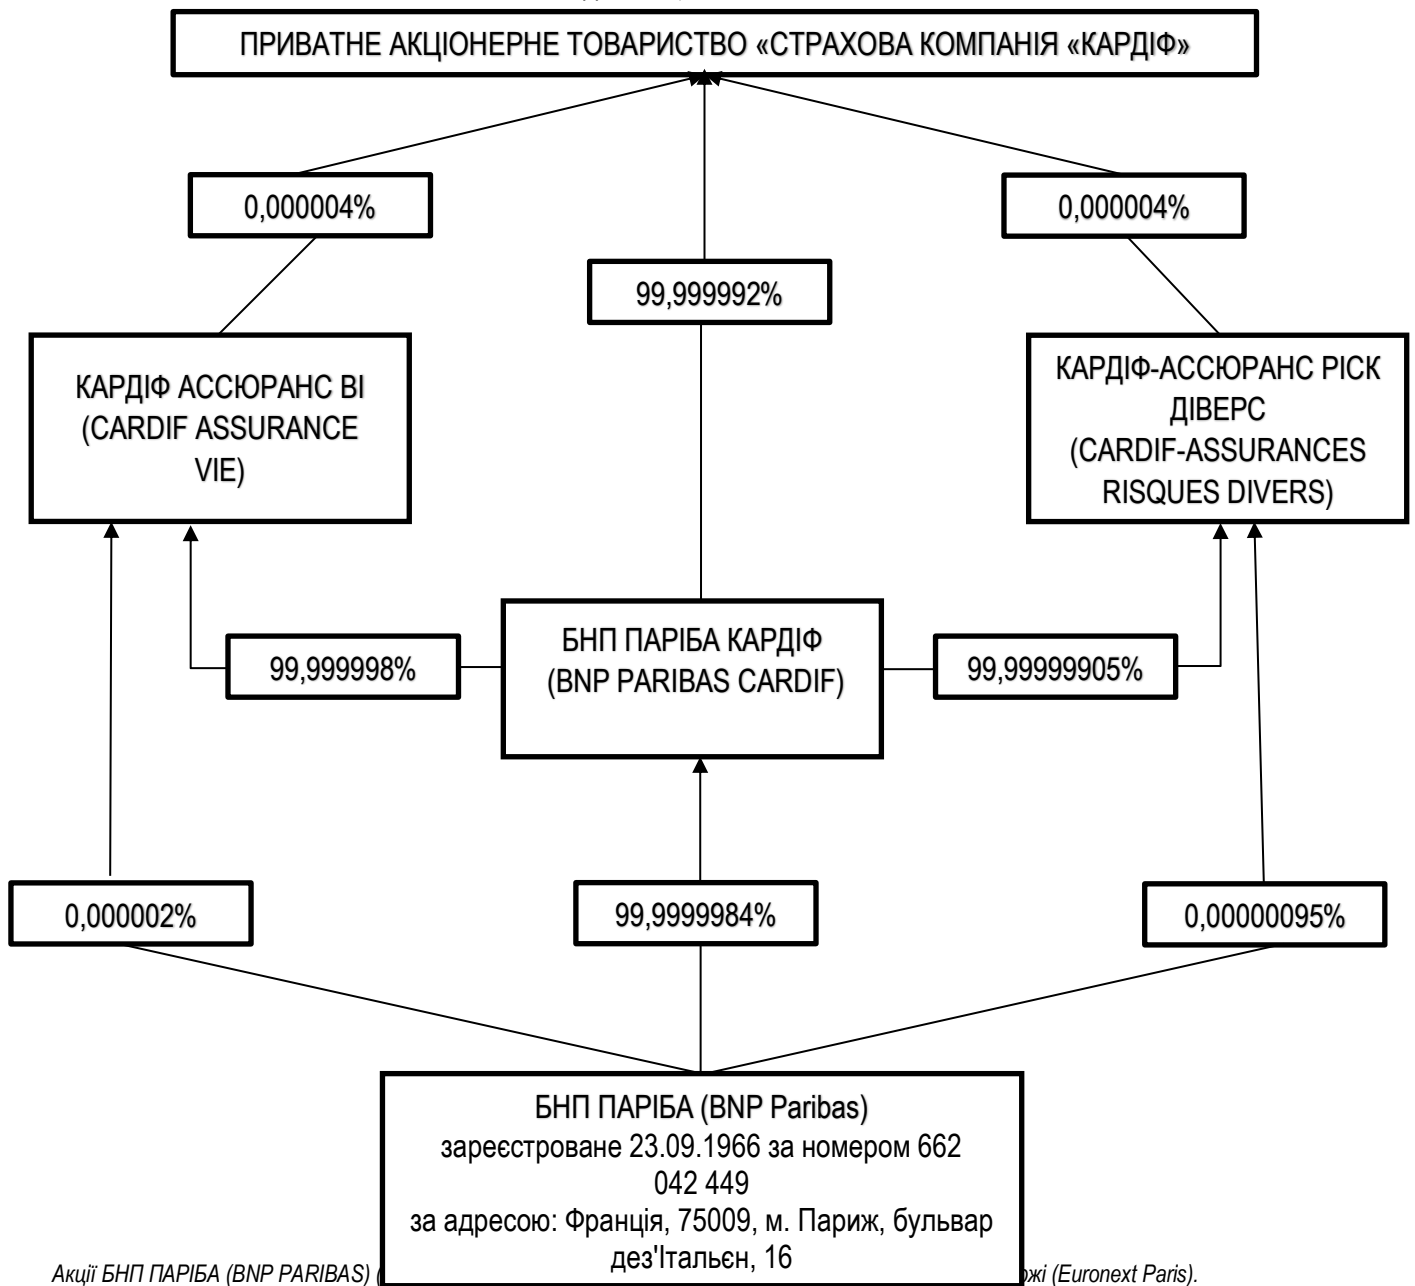 ПРИВАТНЕ АКЦІОНЕРНЕ ТОВАРИСТВО «СТРАХОВА КОМПАНІЯ «КАРДІФ»
0,000004%
0,000004%
99,999992%
КАРДІФ АССЮРАНС ВІ
(CARDIF ASSURANCE
VIE)
КАРДІФ-АССЮРАНС РІСК
ДІВЕРС
(CARDIF-ASSURANCES
RISQUES DIVERS)
БНП ПАРІБА КАРДІФ
(BNP PARIBAS CARDIF)
99,999998%
99,99999905%
0,000002%
99,9999984%
0,00000095%
БНП ПАРІБА (BNP Paribas)
зареєстроване 23.09.1966 за номером 662
042 449
за адресою: Франція, 75009, м. Париж, бульвар
дез'Італьєн, 16
Акції БНП ПАРІБА (BNP PARIBAS) ( (Euronext Paris).